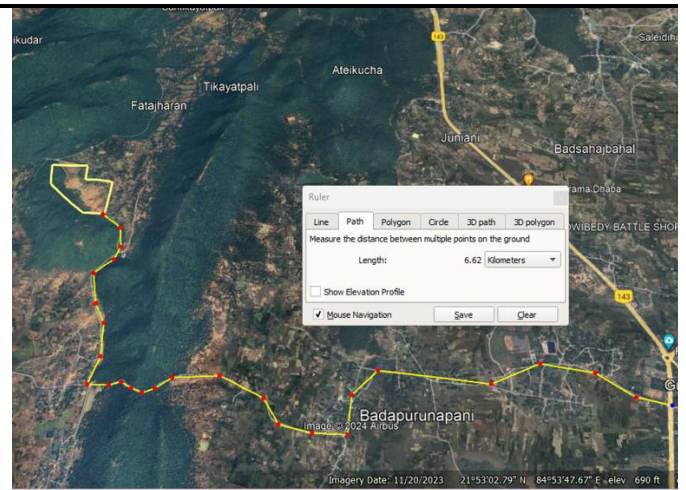 ikudar
143
Saleidih
Ateikucha
Tikayatpali
Fatajharan
Juniani
Badsahajbahal
rama Dhaba
OWIBEDY BATTLE SHOP
Ruler
Line Path Polygon Circle 3D path 3D polygon
Measure the distance between multiple points on the ground
Length: 6.62 Kilometers
Show Elevation Profile
Mouse Navigation Save Clear
143
Badapurunapani
Image © 2024 Airbus
Imagery Date: 11/20/2023 21°53'02.79" N 84°53'47.67" E elev 690 ft